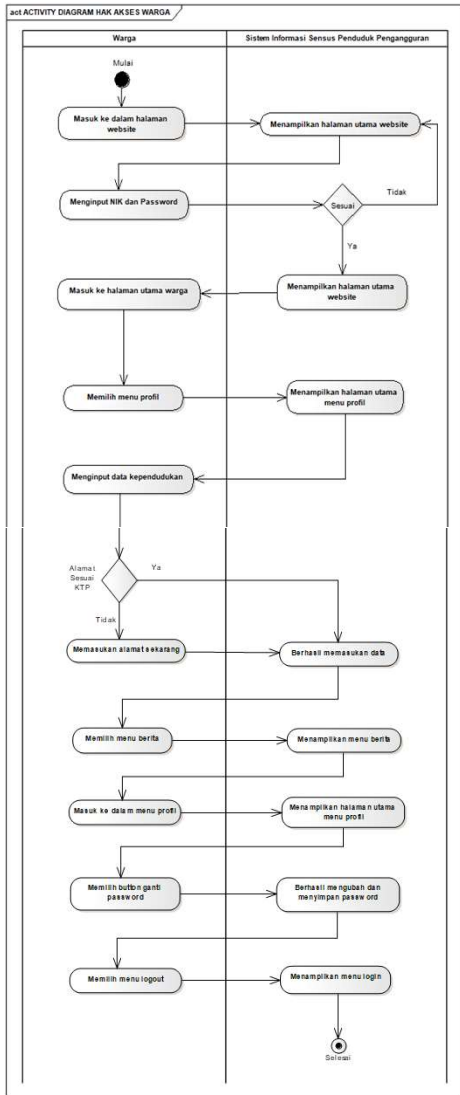 act ACTIVITY DIAGRAM HAK AKSES WARGA
Warga
Sistem Informasi Sensus Penduduk Pengangguran
Mulai
Masuk ke dalam halaman
website
Menampilkan halaman utama website
Menginput NIK dan Password
Sesuai
Tidak
Ya
Masuk ke halaman utama warga
Menampilkan halaman utama
website
Memilih menu profil
Menampilkan halaman utama
menu profil
Menginput data kependudukan
Alamat
Sesuai
KTP
Ya
Tidak
Memasukan alamat sekarang
Berhasil memasukan data
Memilih menu berita
Menampilkan menu berita
Masuk ke dalam menu profil
Menampilkan halaman utama
menu profil
Memilih button ganti
password
Berhasil mengubah dan
menyimpan password
Memilih menu logout
Menampilkan menu login
Selesai